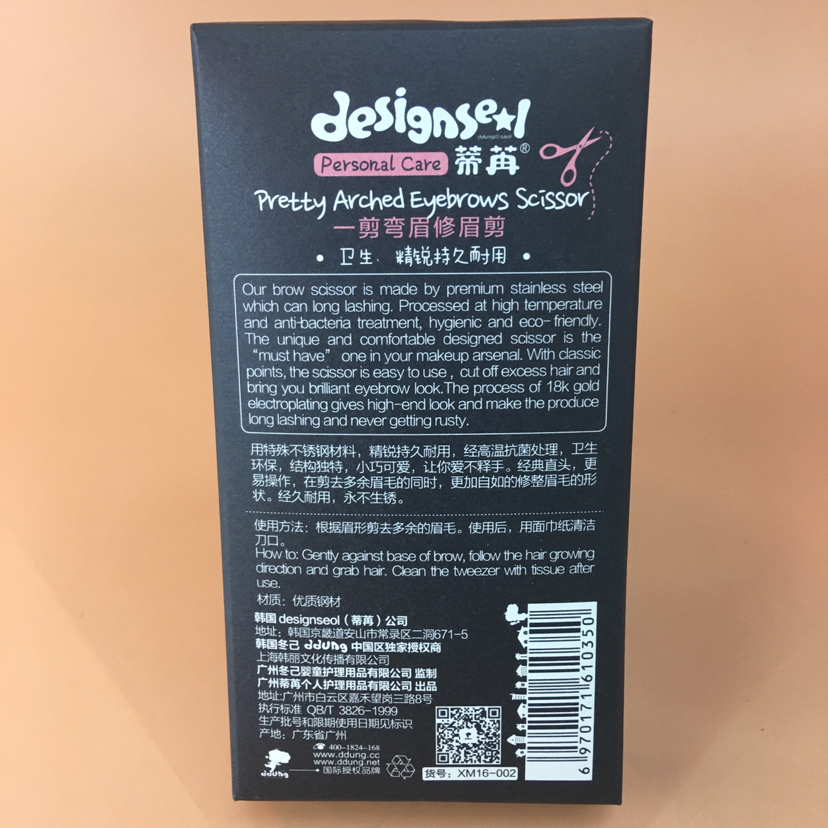 designseol
Personal Care 蒂苒®
Pretty Arched Eyebrows Scissor
一剪弯眉修眉剪
• 卫生、精锐持久耐用 •
Our brow scissor is made by premium stainless steel
which can long lashing. Processed at high temperature
and anti-bacteria treatment, hygienic and eco-friendly.
The unique and comfortable designed scissor is the
“must have” one in your makeup arsenal. With classic
points, the scissor is easy to use , cut off excess hair and
bring you brilliant eyebrow look.The process of 18k gold
electroplating gives high-end look and make the produce
long lashing and never getting rusty.
用特殊不锈钢材料，精锐持久耐用，经高温抗菌处理，卫生
环保，结构独特，小巧可爱，让你爱不释手。经典直头，更
易操作，在剪去多余眉毛的同时，更加自如的修整眉毛的形
状。经久耐用，永不生锈。
使用方法：根据眉形剪去多余的眉毛。使用后，用面巾纸清洁
刀口。
How to: Gently against base of brow, follow the hair growing
direction and grab hair. Clean the tweezer with tissue after
use.
材质：优质钢材
韩国 designseol（蒂苒）公司
地址：韩国京畿道安山市常录区二洞671-5
韩国冬己 ddung 中国区独家授权商
上海韩丽文化传播有限公司
广州冬己婴童护理用品有限公司 监制
广州蒂苒个人护理用品有限公司 出品
地址:广州市白云区嘉禾望岗三路8号
执行标准 QB/T 3826-1999
生产批号和限期使用日期见标识
产地：广东省广州
400-1824-168
www.ddung.cc
www.ddung.net
国际授权品牌
ddung
货号：XM16-002
6 970171 610350